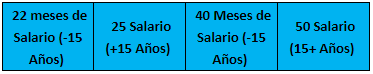 22 meses de
Salario (-15
Años)
25 Salario
(+15 Años)
40 Meses de
Salario (-15
Años)
50 Salario
(15+ Años)